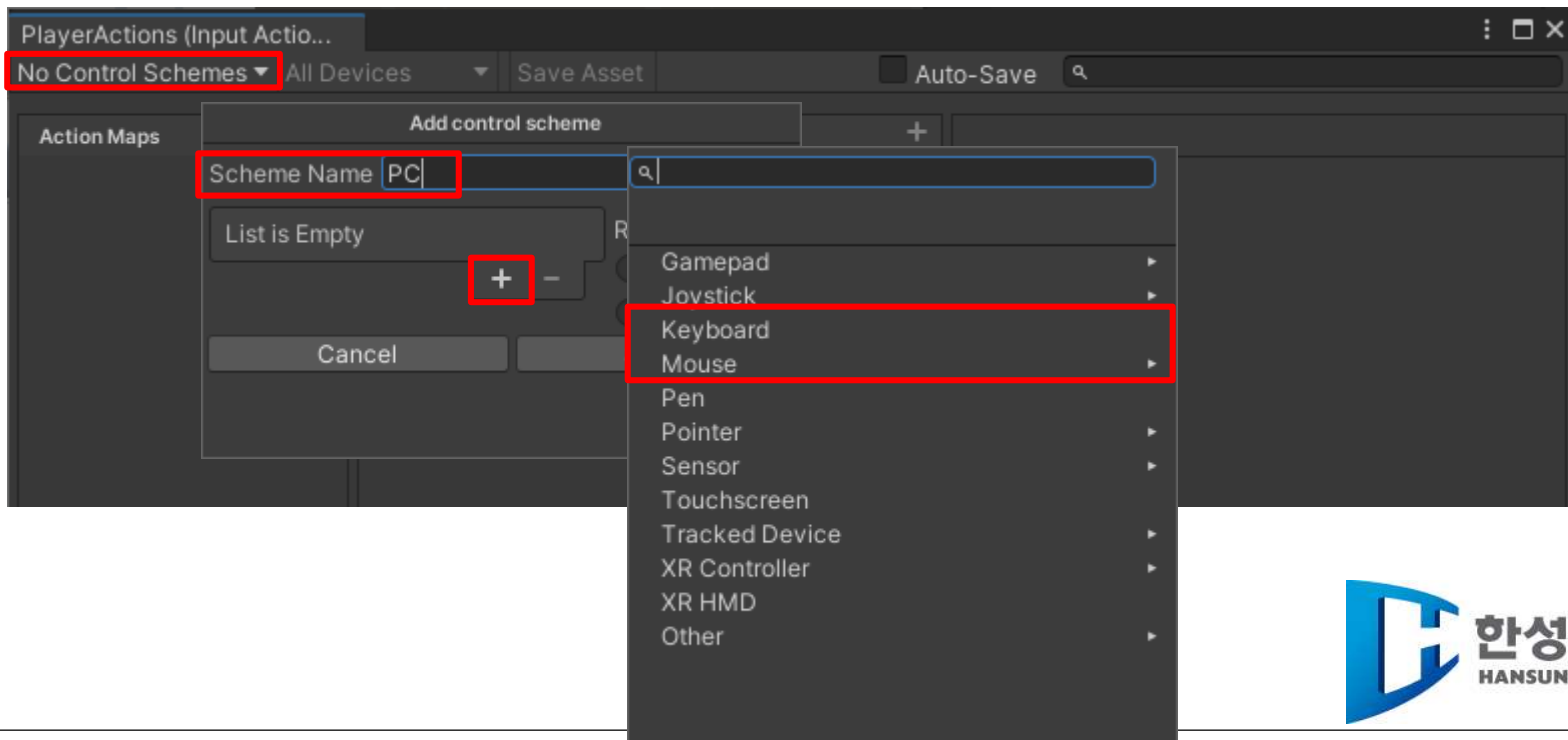 PlayerActions (Input Actio...
No Control Schemes All Devices Save Asset Auto-Save
Add control scheme
Action Maps +
Scheme Name PC
List is Empty R
+ −
Cancel
Gamepad
Joystick
Keyboard
Mouse
Pen
Pointer
Sensor
Touchscreen
Tracked Device
XR Controller
XR HMD
Other
한성
HANSUN